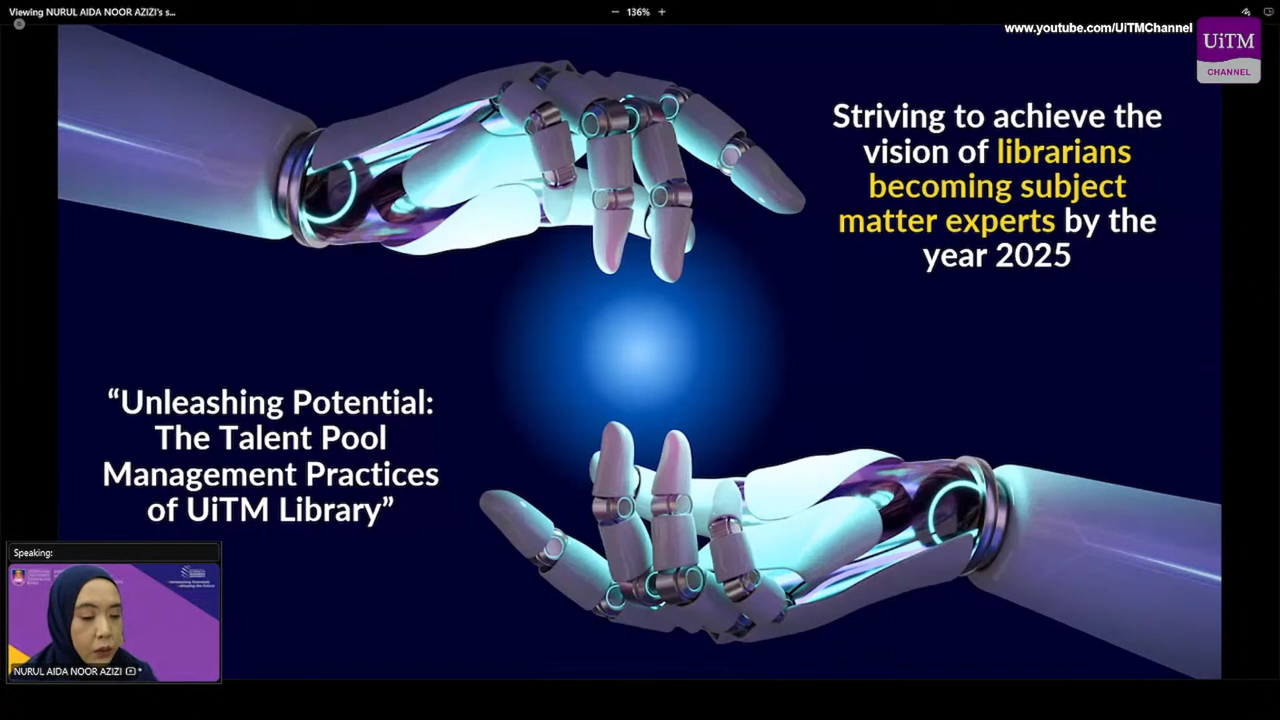 Viewing NURUL AIDA NOOR AZIZI's s...
136%
www.youtube.com/UiTMChannel
UiTM
CHANNEL
Striving to achieve the
vision of librarians
becoming subject
matter experts by the
year 2025
“Unleashing Potential:
The Talent Pool
Management Practices
of UiTM Library”
Speaking:
NURUL AIDA NOOR AZIZI